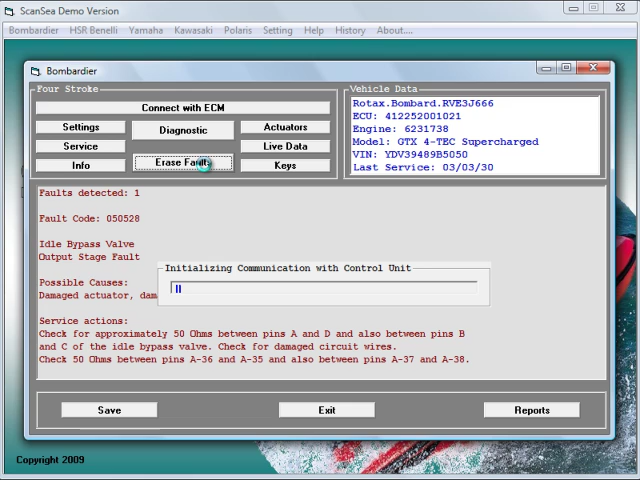 ScanSea Demo Version
Bombardier HSR Benelli Yamaha Kawasaki Polaris Setting Help History About....
Bombardier
Four Stroke
Connect with ECM
Settings Diagnostic Actuators
Service Live Data
Info Erase Faults Keys
Vehicle Data
Rotax.Bombard.RVE3J666
ECU: 412252001021
Engine: 6231738
Model: GTX 4-TEC Supercharged
VIN: YDV39489B5050
Last Service: 03/03/30
Faults detected: 1
Fault Code: 050528
Idle Bypass Valve
Output Stage Fault
Initializing Communication with Control Unit
Possible Causes:
Damaged actuator,
Service actions:
Check for approximately 50 Ohms between pins A and D and also between pins B
and C of the idle bypass valve. Check for damaged circuit wires.
Check 50 Ohms between pins A-36 and A-35 and also between pins A-37 and A-38.
Save Exit Reports
Copyright 2009